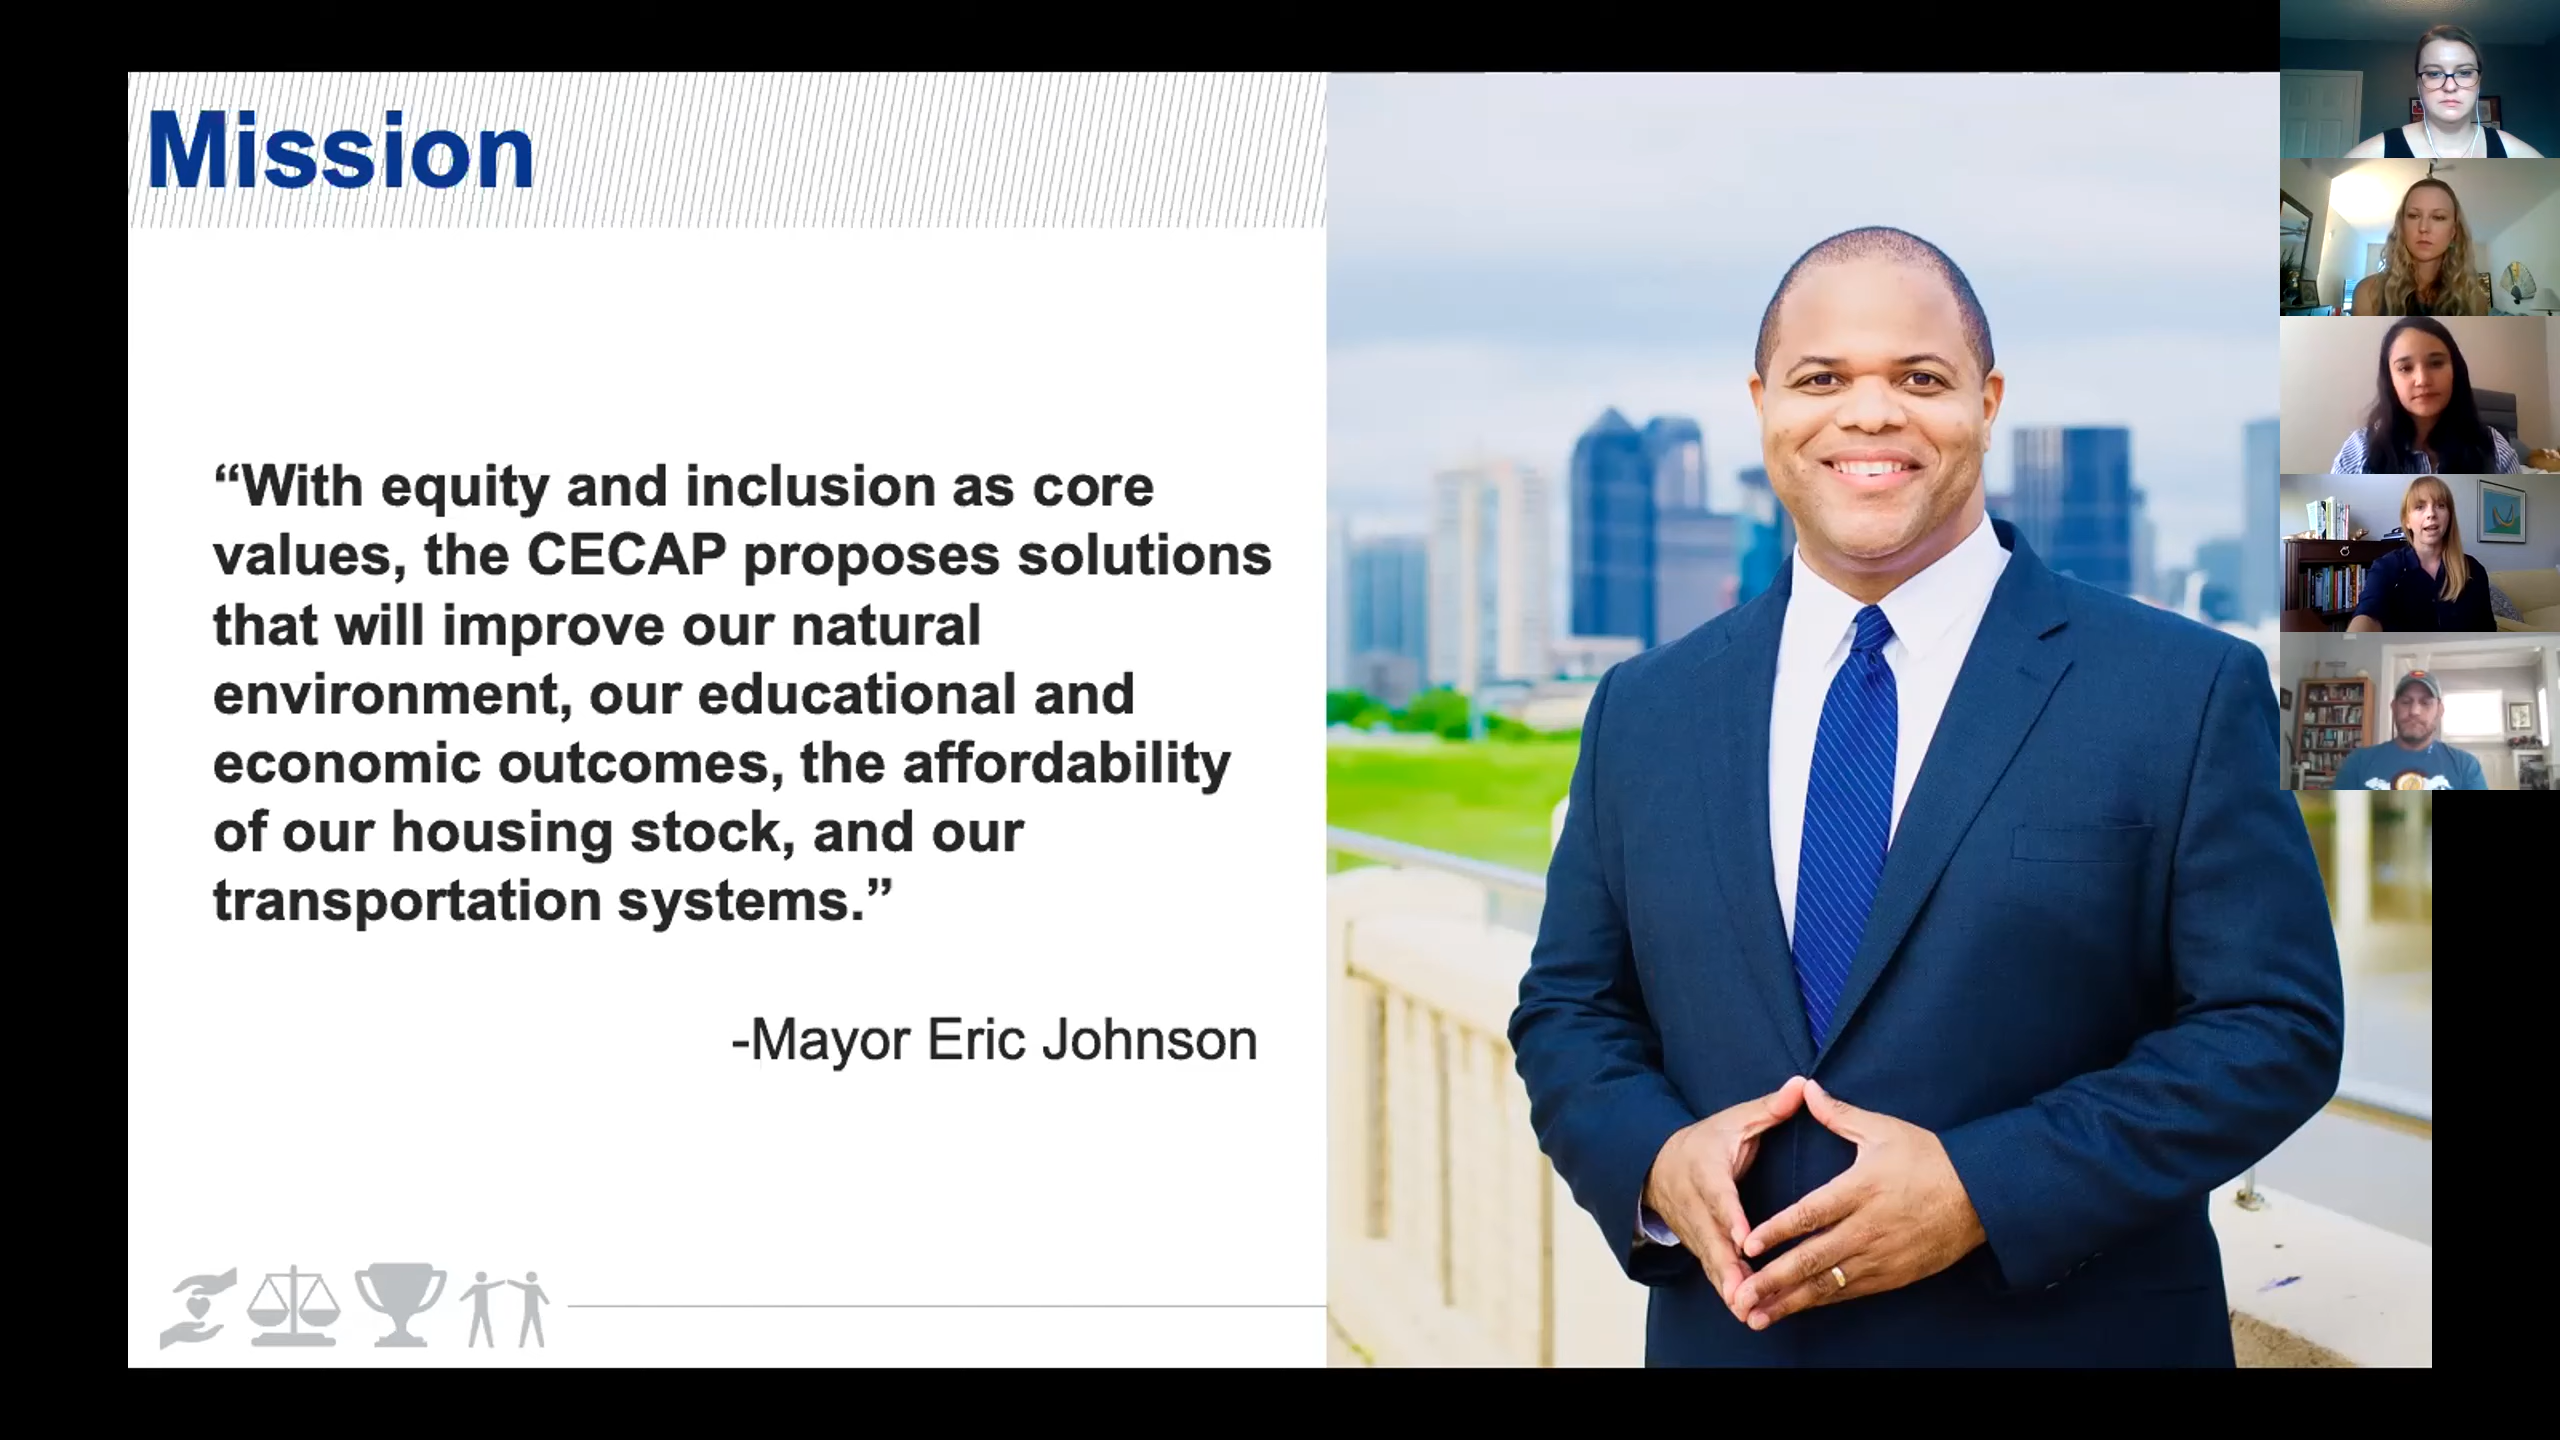 Mission
“With equity and inclusion as core
values, the CECAP proposes solutions
that will improve our natural
environment, our educational and
economic outcomes, the affordability
of our housing stock, and our
transportation systems.”
-Mayor Eric Johnson